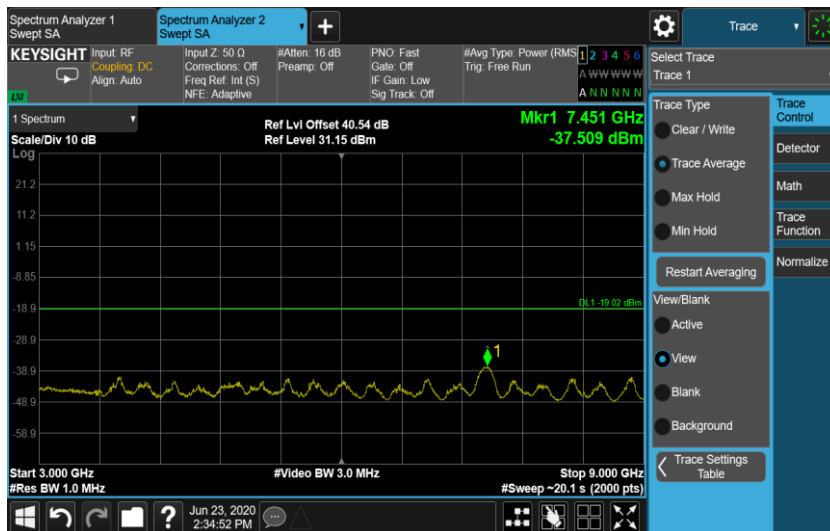 Spectrum Analyzer 1
Swept SA
Spectrum Analyzer 2
Swept SA
Trace
KEYSIGHT
Input: RF
Coupling: DC
Align: Auto
Input Z: 50 Ω
Corrections: Off
Freq Ref: Int (S)
NFE: Adaptive
#Atten: 16 dB
Preamp: Off
PNO: Fast
Gate: Off
IF Gain: Low
Sig Track: Off
#Avg Type: Power (RMS
Trig: Free Run
1 2 3 4 5 6
A W W W W W
A N N N N N
LXI
Select Trace
Trace 1
1 Spectrum
Scale/Div 10 dB
Log
Ref Lvl Offset 40.54 dB
Ref Level 31.15 dBm
Mkr1 7.451 GHz
-37.509 dBm
21.2
11.2
1.15
-8.85
-18.9
-28.9
-38.9
-48.9
-58.9
DL1 -19.02 dBm
1
Start 3.000 GHz
#Res BW 1.0 MHz
#Video BW 3.0 MHz
Stop 9.000 GHz
#Sweep ~20.1 s (2000 pts)
Trace Type
Clear / Write
Trace Average
Max Hold
Min Hold
Restart Averaging
View/Blank
Active
View
Blank
Background
Trace Settings
Table
Trace
Control
Detector
Math
Trace
Function
Normalize
?
Jun 23, 2020
2:34:52 PM